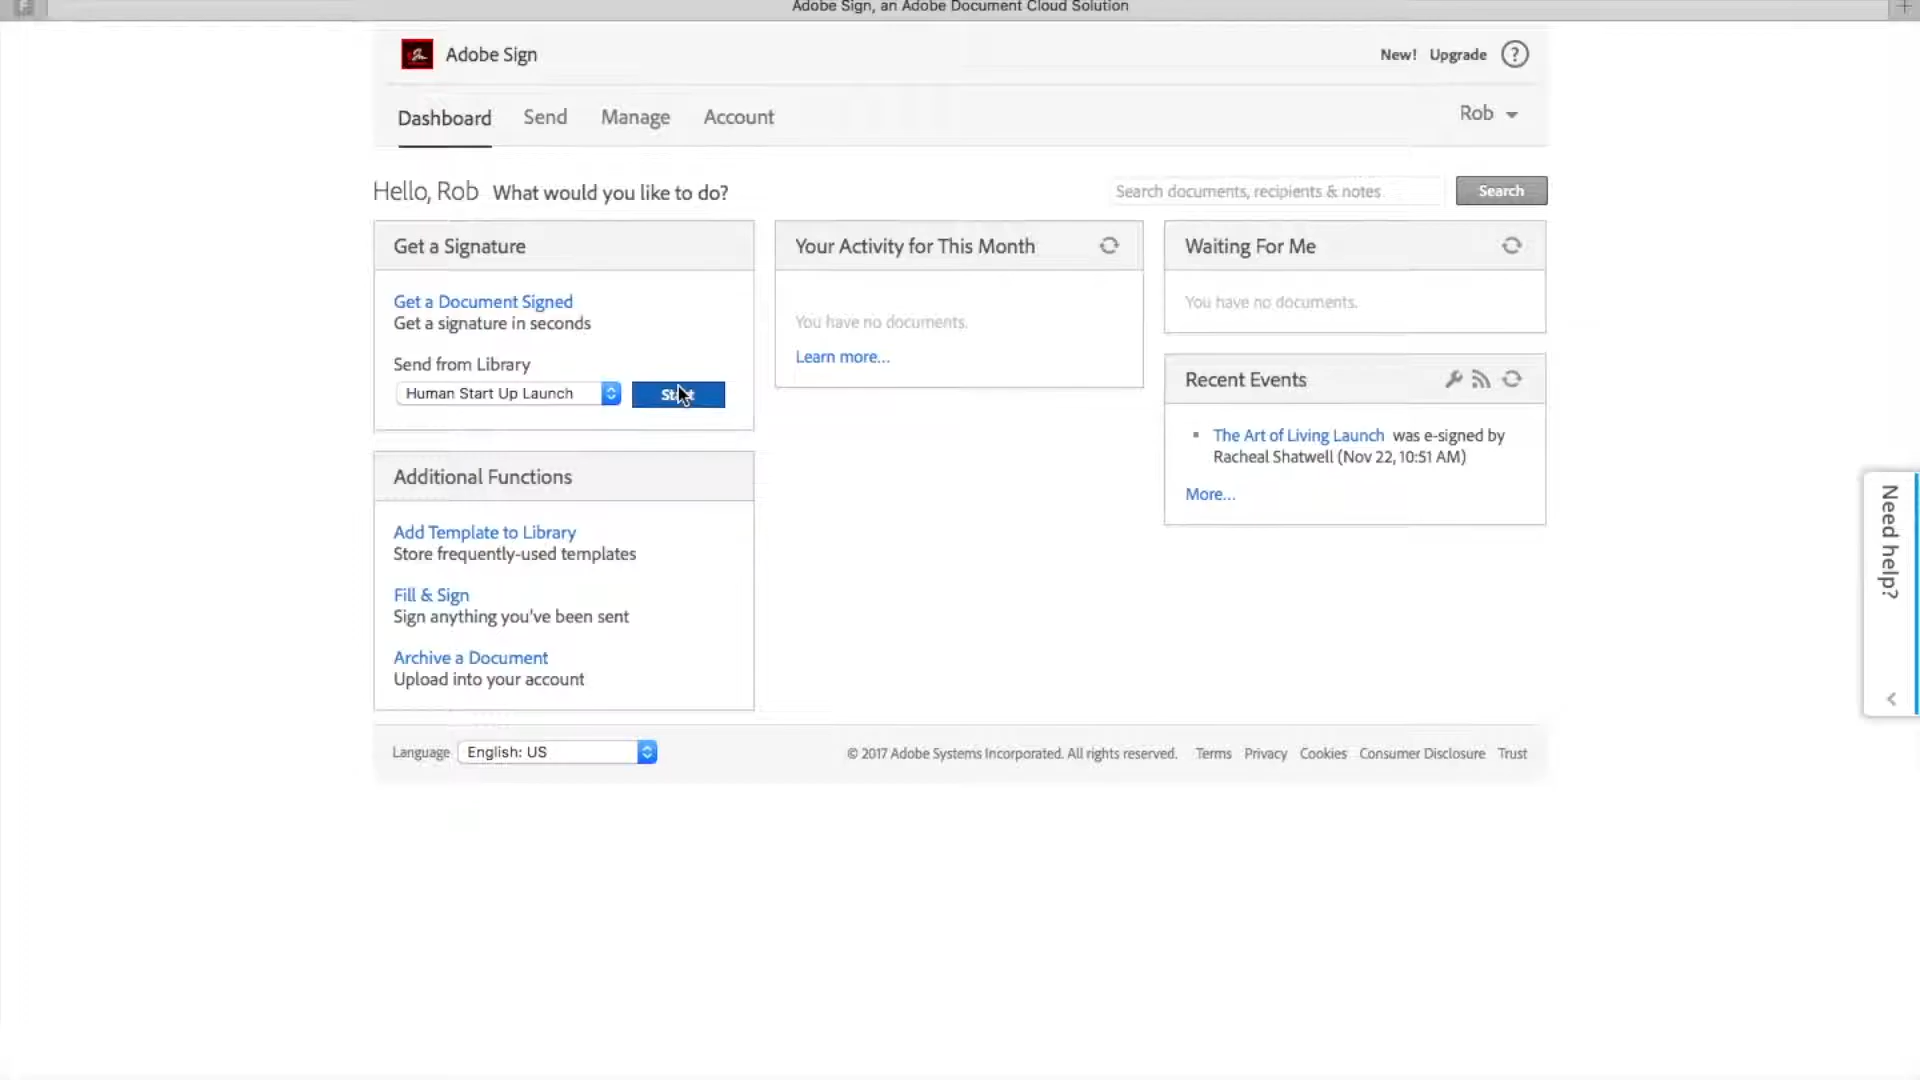 Adobe Sign, an Adobe Document Cloud Solution
Adobe Sign
New! Upgrade ?
Dashboard Send Manage Account
Rob
Hello, Rob What would you like to do?
Search documents, recipients & notes
Search
Get a Signature
Get a Document Signed
Get a signature in seconds
Send from Library
Human Start Up Launch
Start
Additional Functions
Add Template to Library
Store frequently-used templates
Fill & Sign
Sign anything you've been sent
Archive a Document
Upload into your account
Your Activity for This Month
You have no documents.
Learn more...
Waiting For Me
You have no documents.
Recent Events
The Art of Living Launch was e-signed by
Racheal Shatwell (Nov 22, 10:51 AM)
More...
Need help?
Language English: US
© 2017 Adobe Systems Incorporated. All rights reserved. Terms Privacy Cookies Consumer Disclosure Trust